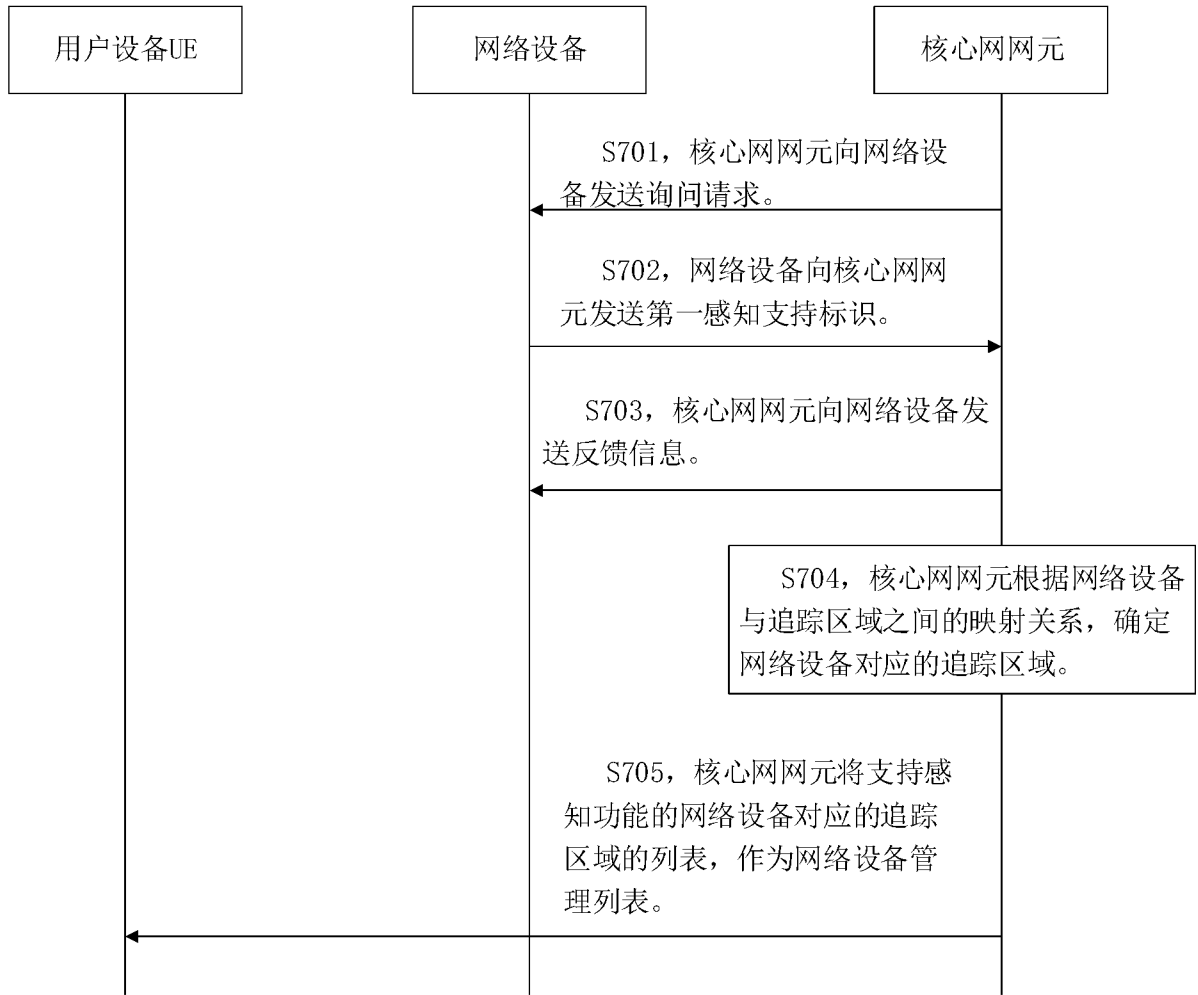 用户设备UE
网络设备
核心网网元
S701，核心网网元向网络设
备发送询问请求。
S702，网络设备向核心网网
元发送第一感知支持标识。
S703，核心网网元向网络设备发
送反馈信息。
S704，核心网网元根据网络设备
与追踪区域之间的映射关系，确定
网络设备对应的追踪区域。
S705，核心网网元将支持感
知功能的网络设备对应的追踪
区域的列表，作为网络设备管
理列表。